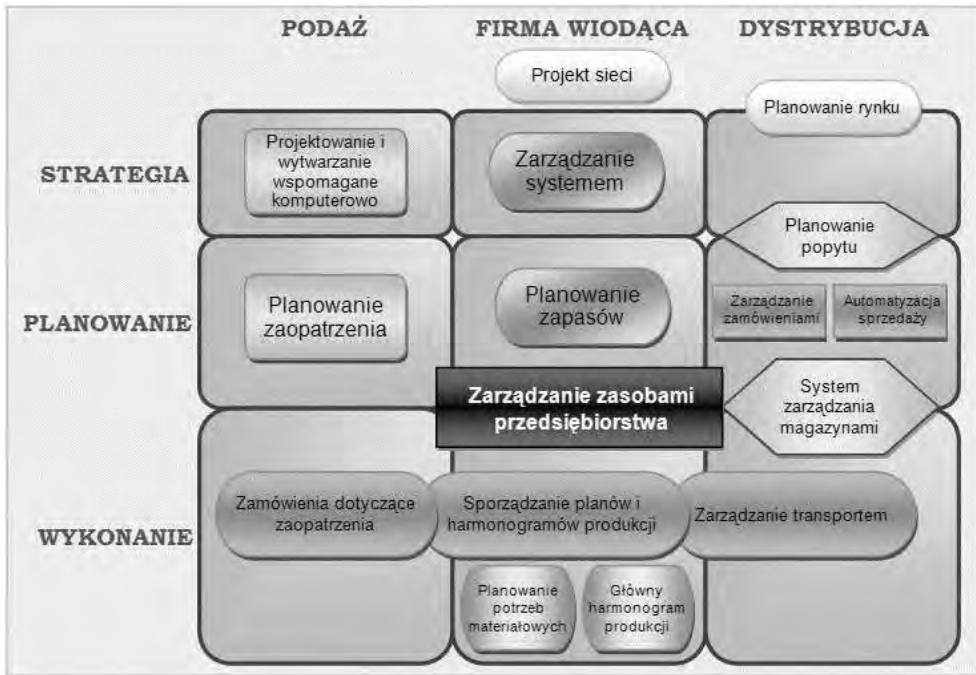 PODAŻ
FIRMA WIODĄCA
DYSTRYBUCJA
Projekt sieci
Planowanie rynku
STRATEGIA
Projektowanie i
wytwarzanie
wspomagane
komputerowo
Zarządzanie
systemem
Planowanie
popytu
PLANOWANIE
Planowanie
zaopatrzenia
Planowanie
zapasów
Zarządzanie
zamówieniami
Automatyzacja
sprzedaży
Zarządzanie zasobami
przedsiębiorstwa
System
zarządzania
magazynami
WYKONANIE
Zamówienia dotyczące
zaopatrzenia
Sporządzanie planów i
harmonogramów produkcji
Zarządzanie transportem
Planowanie
potrzeb
materiałowych
Główny
harmonogram
produkcji